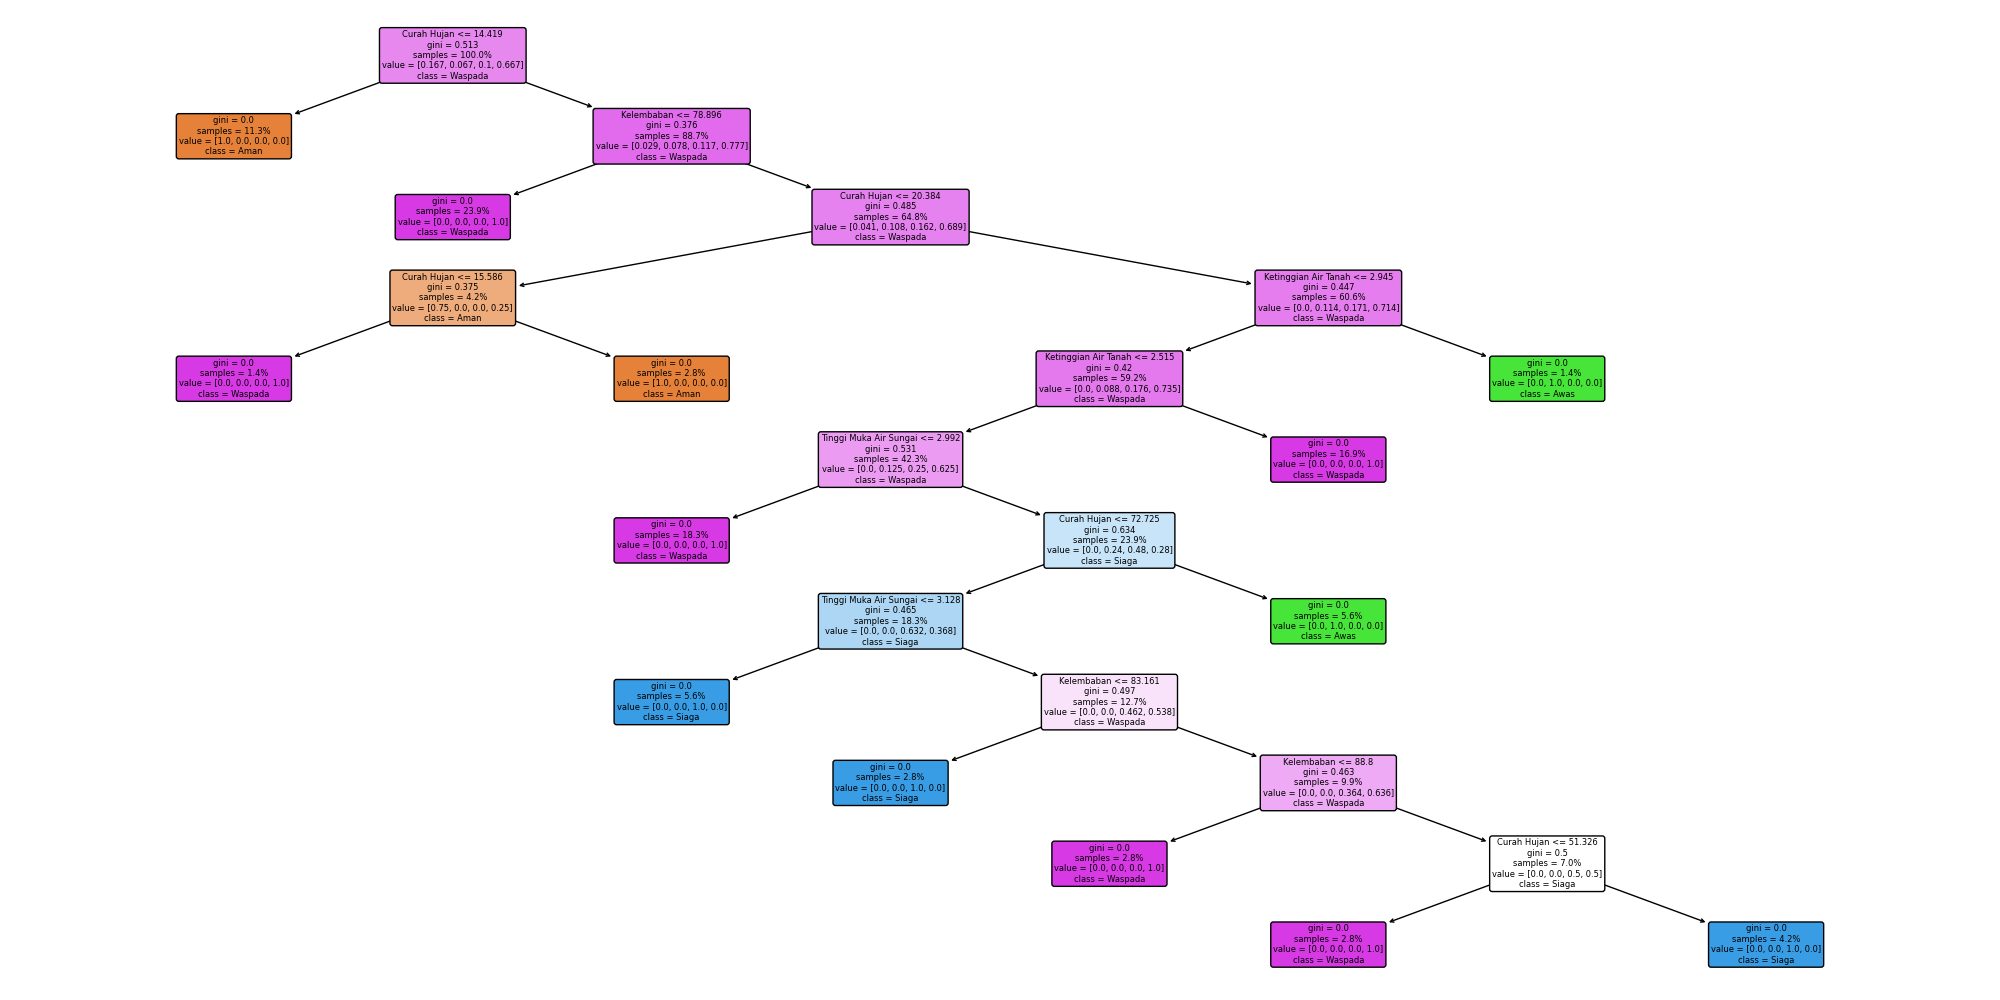 Curah Hujan <= 14.419
gini = 0.513
samples = 100.0%
value = [0.167, 0.067, 0.1, 0.667]
class = Waspada
gini = 0.0
samples = 11.3%
value = [1.0, 0.0, 0.0, 0.0]
class = Aman
Kelembaban <= 78.896
gini = 0.376
samples = 88.7%
value = [0.029, 0.078, 0.117, 0.777]
class = Waspada
gini = 0.0
samples = 23.9%
value = [0.0, 0.0, 0.0, 1.0]
class = Waspada
Curah Hujan <= 20.384
gini = 0.485
samples = 64.8%
value = [0.041, 0.108, 0.162, 0.689]
class = Waspada
Curah Hujan <= 15.586
gini = 0.375
samples = 4.2%
value = [0.75, 0.0, 0.0, 0.25]
class = Aman
Ketinggian Air Tanah <= 2.945
gini = 0.447
samples = 60.6%
value = [0.0, 0.114, 0.171, 0.714]
class = Waspada
gini = 0.0
samples = 1.4%
value = [0.0, 0.0, 0.0, 1.0]
class = Waspada
gini = 0.0
samples = 2.8%
value = [1.0, 0.0, 0.0, 0.0]
class = Aman
Ketinggian Air Tanah <= 2.515
gini = 0.42
samples = 59.2%
value = [0.0, 0.088, 0.176, 0.735]
class = Waspada
gini = 0.0
samples = 1.4%
value = [0.0, 1.0, 0.0, 0.0]
class = Awas
Tinggi Muka Air Sungai <= 2.992
gini = 0.531
samples = 42.3%
value = [0.0, 0.125, 0.25, 0.625]
class = Waspada
gini = 0.0
samples = 16.9%
value = [0.0, 0.0, 0.0, 1.0]
class = Waspada
gini = 0.0
samples = 18.3%
value = [0.0, 0.0, 0.0, 1.0]
class = Waspada
Curah Hujan <= 72.725
gini = 0.634
samples = 23.9%
value = [0.0, 0.24, 0.48, 0.28]
class = Siaga
Tinggi Muka Air Sungai <= 3.128
gini = 0.465
samples = 18.3%
value = [0.0, 0.0, 0.632, 0.368]
class = Siaga
gini = 0.0
samples = 5.6%
value = [0.0, 1.0, 0.0, 0.0]
class = Awas
gini = 0.0
samples = 5.6%
value = [0.0, 0.0, 1.0, 0.0]
class = Siaga
Kelembaban <= 83.161
gini = 0.497
samples = 12.7%
value = [0.0, 0.0, 0.462, 0.538]
class = Waspada
gini = 0.0
samples = 2.8%
value = [0.0, 0.0, 1.0, 0.0]
class = Siaga
Kelembaban <= 88.8
gini = 0.463
samples = 9.9%
value = [0.0, 0.0, 0.364, 0.636]
class = Waspada
gini = 0.0
samples = 2.8%
value = [0.0, 0.0, 0.0, 1.0]
class = Waspada
Curah Hujan <= 51.326
gini = 0.5
samples = 7.0%
value = [0.0, 0.0, 0.5, 0.5]
class = Siaga
gini = 0.0
samples = 2.8%
value = [0.0, 0.0, 0.0, 1.0]
class = Waspada
gini = 0.0
samples = 4.2%
value = [0.0, 0.0, 1.0, 0.0]
class = Siaga